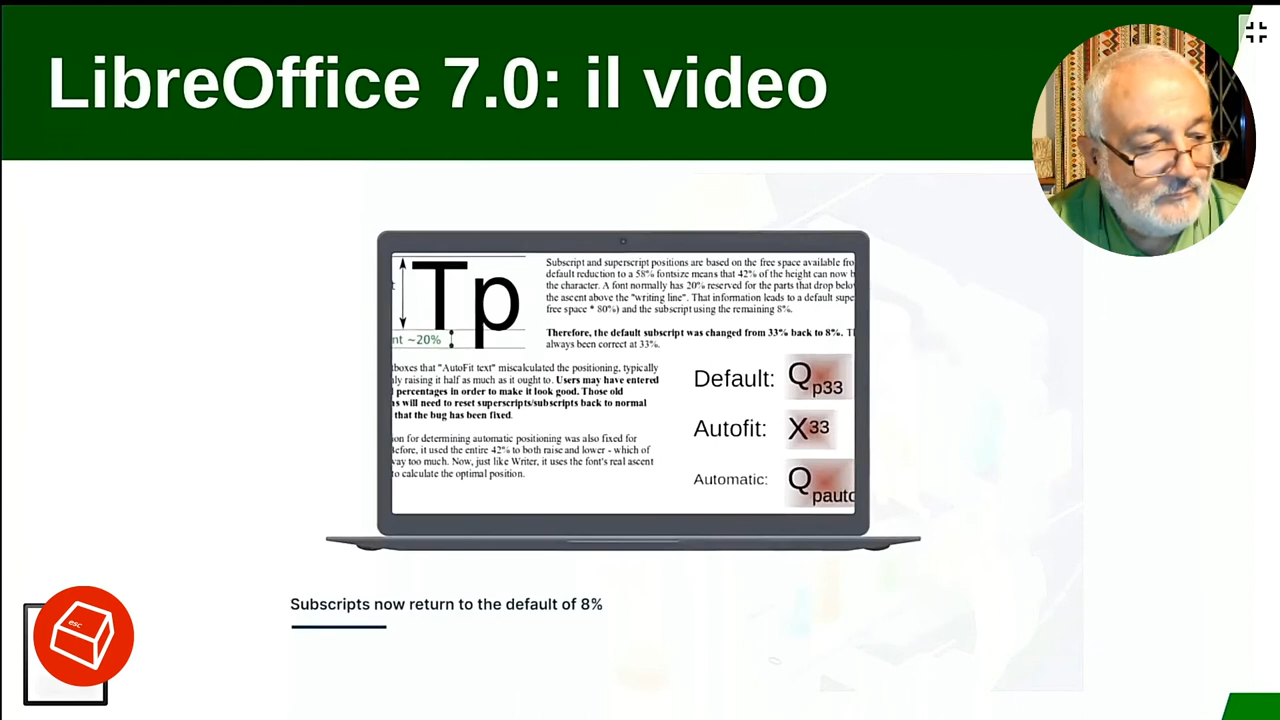 LibreOffice 7.0: il video
Tp
nt ~20%
Subscript and superscript positions are based on the free space available fro
default reduction to a 58% fontsize means that 42% of the height can now b
the character. A font normally has 20% reserved for the parts that drop belo
the ascent above the "writing line". That information leads to a default supe
free space * 80%) and the subscript using the remaining 8%.
Therefore, the default subscript was changed from 33% back to 8%. Tl
always been correct at 33%.
tboxes that "AutoFit text" miscalculated the positioning, typically
ly raising it half as much as it ought to. Users may have entered
l percentages in order to make it look good. Those old
ns will need to reset superscripts/subscripts back to normal
that the bug has been fixed.
ion for determining automatic positioning was also fixed for
Before, it used the entire 42% to both raise and lower - which of
way too much. Now, just like Writer, it uses the font's real ascent
to calculate the optimal position.
Default: Qp33
Autofit: X33
Automatic: Qpauto
Subscripts now return to the default of 8%
esc